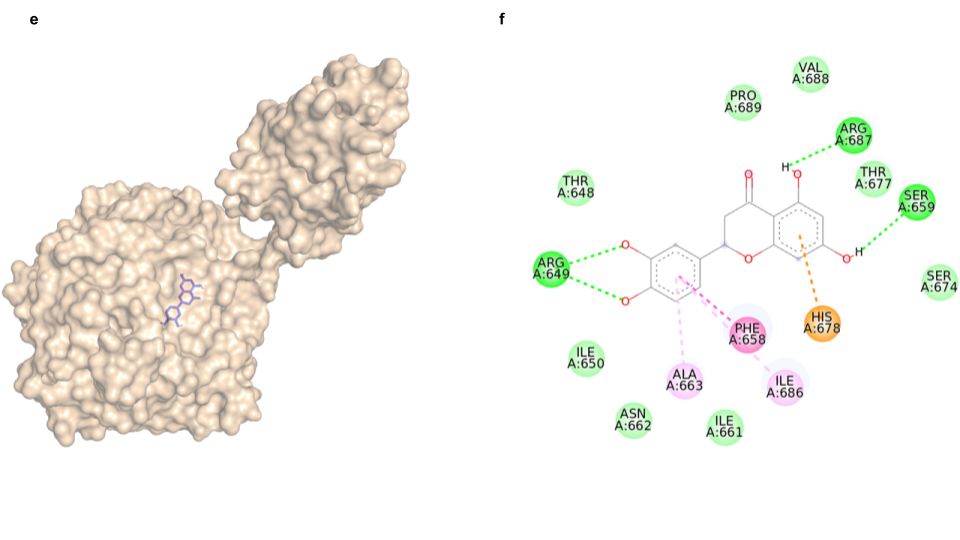 e
f
VAL
A:688
PRO
A:689
ARG
A:687
THR
A:677
THR
A:648
SER
A:659
H
O
O
O
ARG
A:649
O
H
O
O
SER
A:674
HIS
A:678
PHE
A:658
ILE
A:650
ALA
A:663
ILE
A:686
ASN
A:662
ILE
A:661